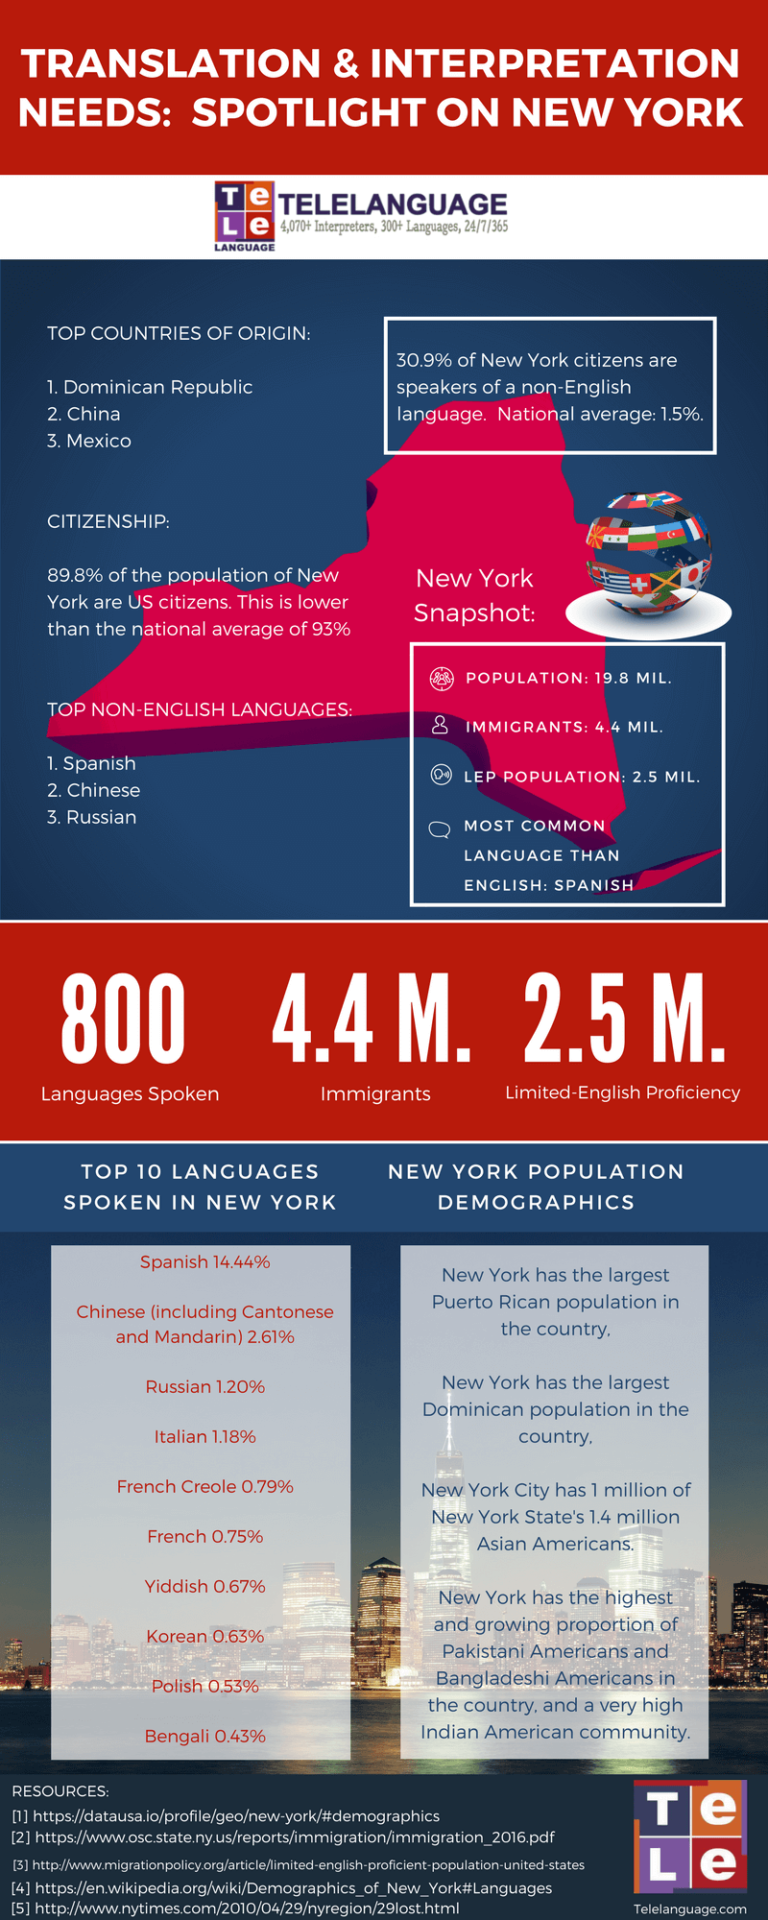 TRANSLATION & INTERPRETATION
NEEDS: SPOTLIGHT ON NEW YORK
Te
Le
LANGUAGE
TELELANGUAGE
4,070+ Interpreters, 300+ Languages, 24/7/365
TOP COUNTRIES OF ORIGIN:
1. Dominican Republic
2. China
3. Mexico
30.9% of New York citizens are
speakers of a non-English
language. National average: 1.5%.
CITIZENSHIP:
89.8% of the population of New
York are US citizens. This is lower
than the national average of 93%
TOP NON-ENGLISH LANGUAGES:
1. Spanish
2. Chinese
3. Russian
New York
Snapshot:
POPULATION: 19.8 MIL.
IMMIGRANTS: 4.4 MIL.
LEP POPULATION: 2.5 MIL.
MOST COMMON
LANGUAGE THAN
ENGLISH: SPANISH
800
Languages Spoken
4.4 M.
Immigrants
2.5 M.
Limited-English Proficiency
TOP 10 LANGUAGES
SPOKEN IN NEW YORK
Spanish 14.44%
Chinese (including Cantonese
and Mandarin) 2.61%
Russian 1.20%
Italian 1.18%
French Creole 0.79%
French 0.75%
Yiddish 0.67%
Korean 0.63%
Polish 0.53%
Bengali 0.43%
NEW YORK POPULATION
DEMOGRAPHICS
New York has the largest
Puerto Rican population in
the country,
New York has the largest
Dominican population in the
country,
New York City has 1 million of
New York State's 1.4 million
Asian Americans.
New York has the highest
and growing proportion of
Pakistani Americans and
Bangladeshi Americans in
the country, and a very high
Indian American community.
RESOURCES:
[1] https://datausa.io/profile/geo/new-york/#demographics
[2] https://www.osc.state.ny.us/reports/immigration/immigration_2016.pdf
[3] http://www.migrationpolicy.org/article/limited-english-proficient-population-united-states
[4] https://en.wikipedia.org/wiki/Demographics_of_New_York#Languages
[5] http://www.nytimes.com/2010/04/29/nyregion/29lost.html
Te
Le
Telelanguage.com